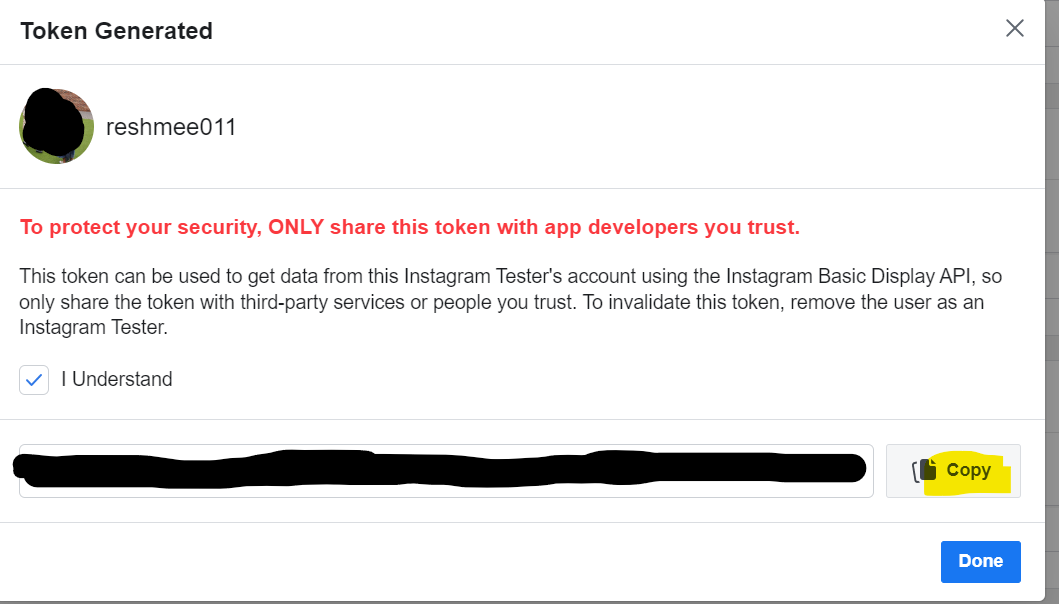 Token Generated
reshmee011
To protect your security, ONLY share this token with app developers you trust.
This token can be used to get data from this Instagram Tester's account using the Instagram Basic Display API, so
only share the token with third-party services or people you trust. To invalidate this token, remove the user as an
Instagram Tester.
I Understand
Copy
Done